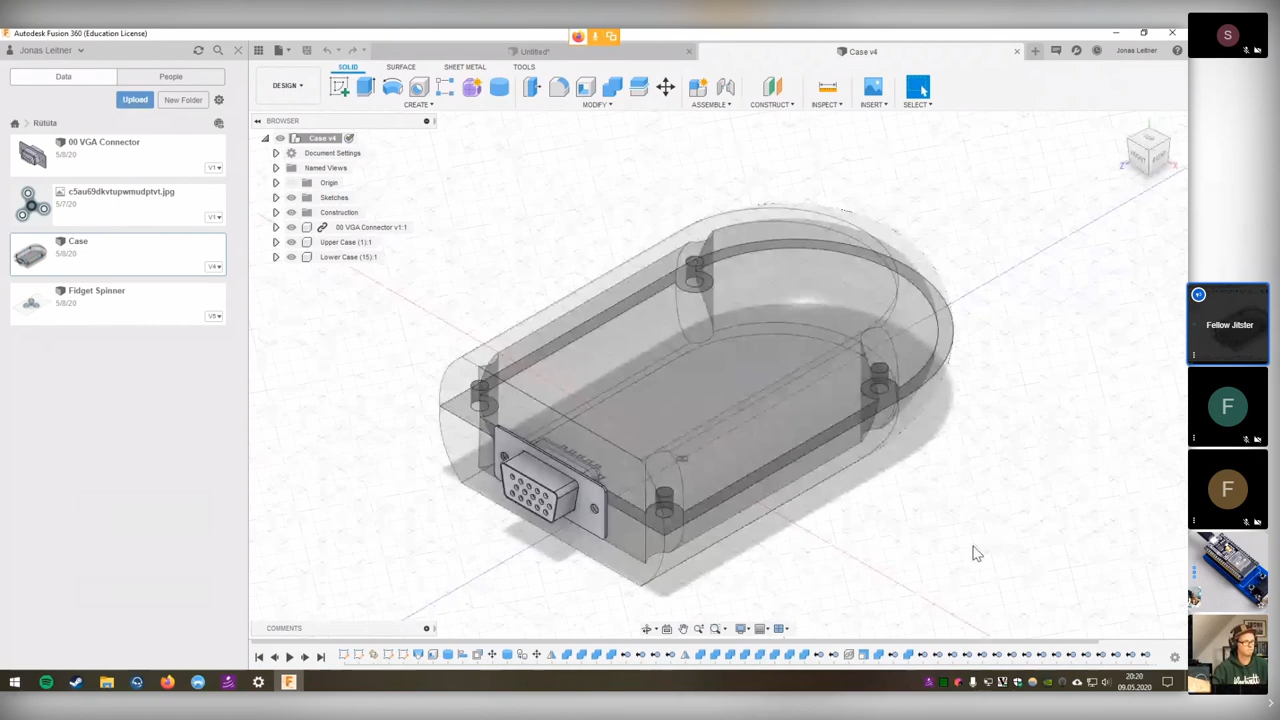 Autodesk Fusion 360 (Education License)
Jonas Leitner
Data
People
Upload
New Folder
Rütüta
00 VGA Connector
5/8/20
V1
c5au69dkvtupwmudptvt.jpg
5/7/20
V1
Case
5/8/20
V4
Fidget Spinner
5/8/20
V5
Untitled*
Case v4
Jonas Leitner
DESIGN
SOLID
SURFACE
SHEET METAL
TOOLS
CREATE
MODIFY
ASSEMBLE
CONSTRUCT
INSPECT
INSERT
SELECT
BROWSER
Case v4
Document Settings
Named Views
Origin
Sketches
Construction
00 VGA Connector v1:1
Upper Case (1):1
Lower Case (15):1
Z
X
COMMENTS
20:20
09.05.2020
S
Fellow Jitster
F
F